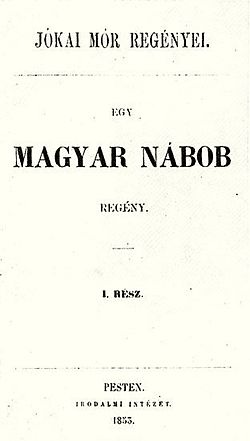 JÓKAI MÓR REGÉNYEI.
EGY
MAGYAR NÁBOB
REGÉNY.
I. RÉSZ.
PESTEN.
IRODALMI INTÉZET.
1853.